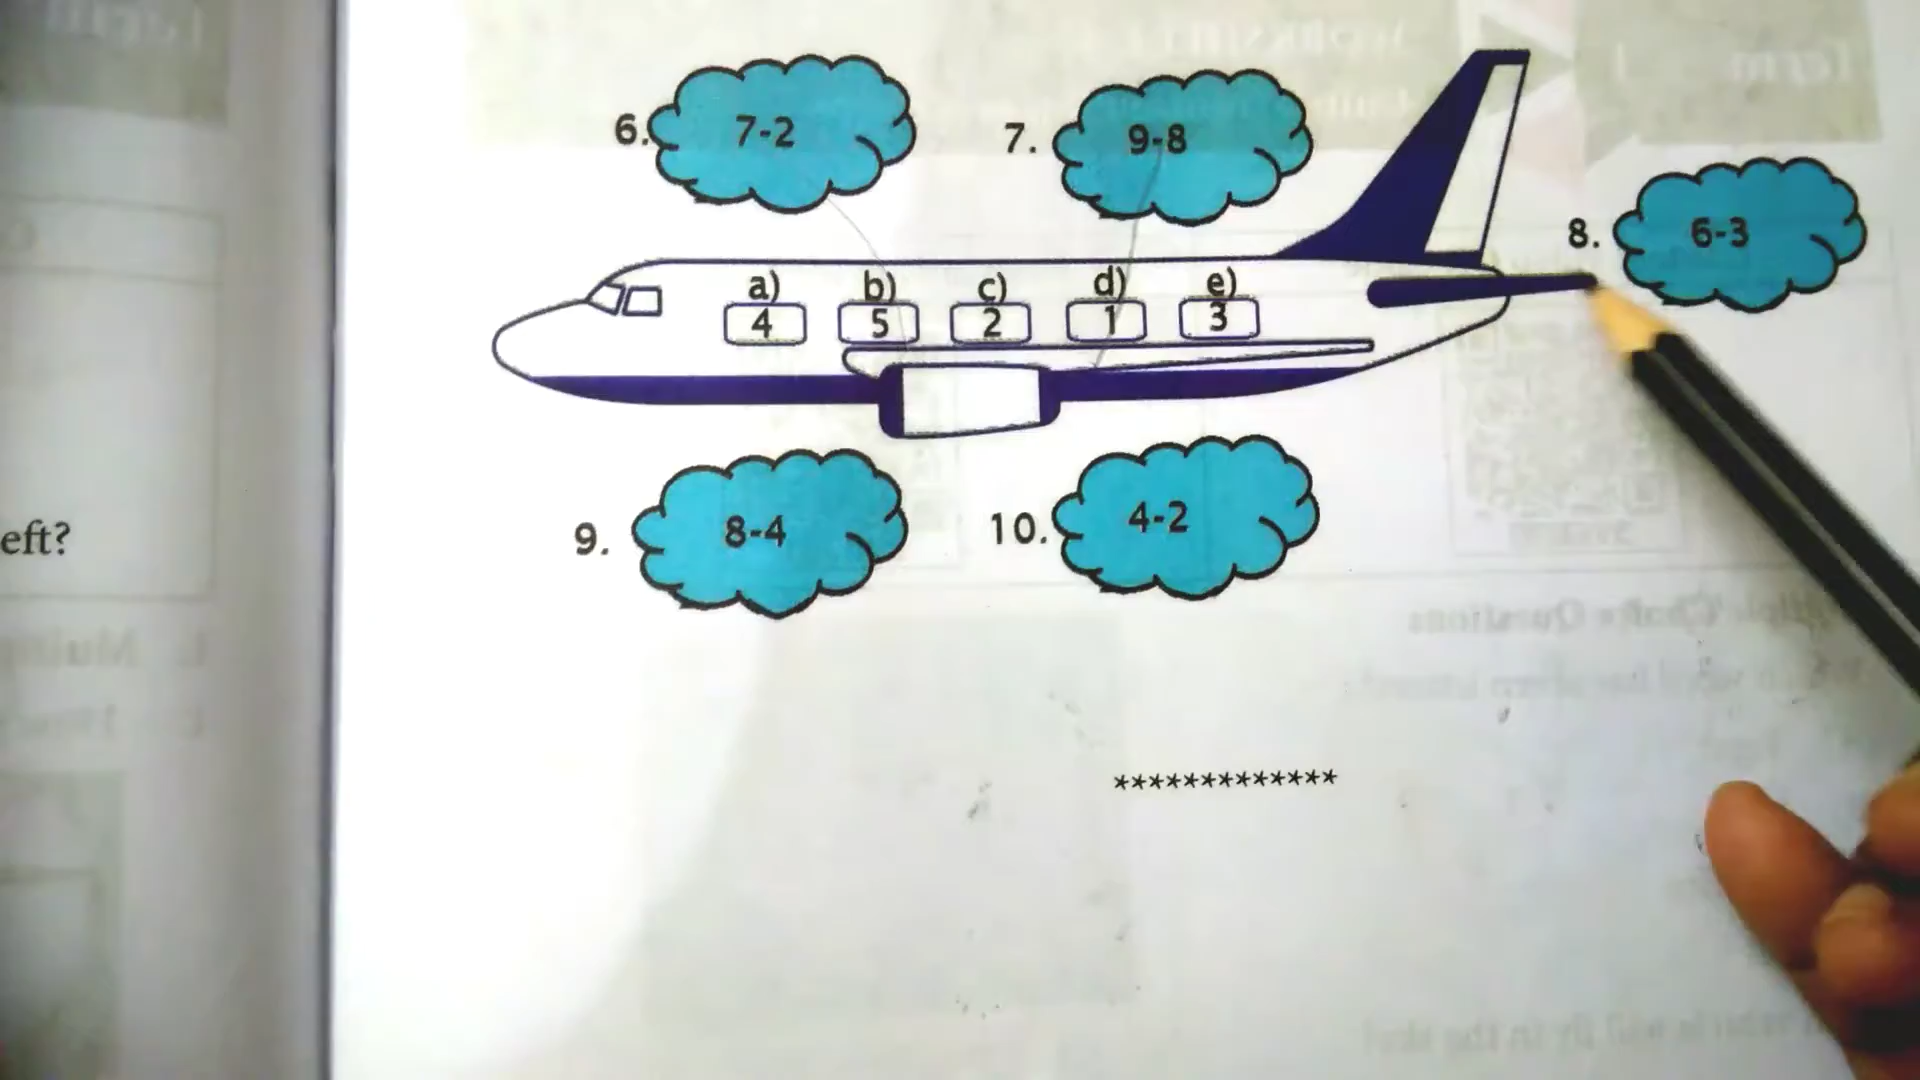 6. 7-2
7. 9-8
8. 6-3
a) b) c) d) e)
4 5 2 1 3
9. 8-4
10. 4-2
eft?
*************